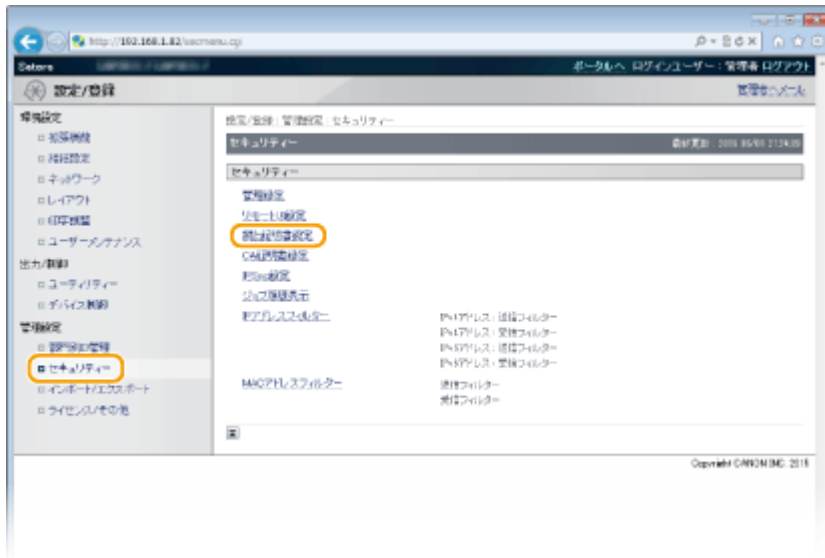 http://192.168.1.82/secmenu.cgi
Satera
ポータルへ ログインユーザー：管理者 ログアウト
設定/登録
管理者へメール
環境設定
拡張機能
給紙設定
ネットワーク
レイアウト
印字調整
ユーザーメンテナンス
出力/制御
ユーティリティー
デバイス制御
管理設定
部門別ID管理
セキュリティー
インポート/エクスポート
ライセンス/その他
設定/登録 : 管理設定 : セキュリティー
セキュリティー
最終更新 :
セキュリティー
管理設定
リモートUI設定
鍵と証明書設定
CA証明書設定
IPSec設定
ジョブ履歴表示
IPアドレスフィルター
IPv4アドレス : 送信フィルター
IPv4アドレス : 受信フィルター
IPv6アドレス : 送信フィルター
IPv6アドレス : 受信フィルター
MACアドレスフィルター
送信フィルター
受信フィルター
Copyright CANON INC. 2015